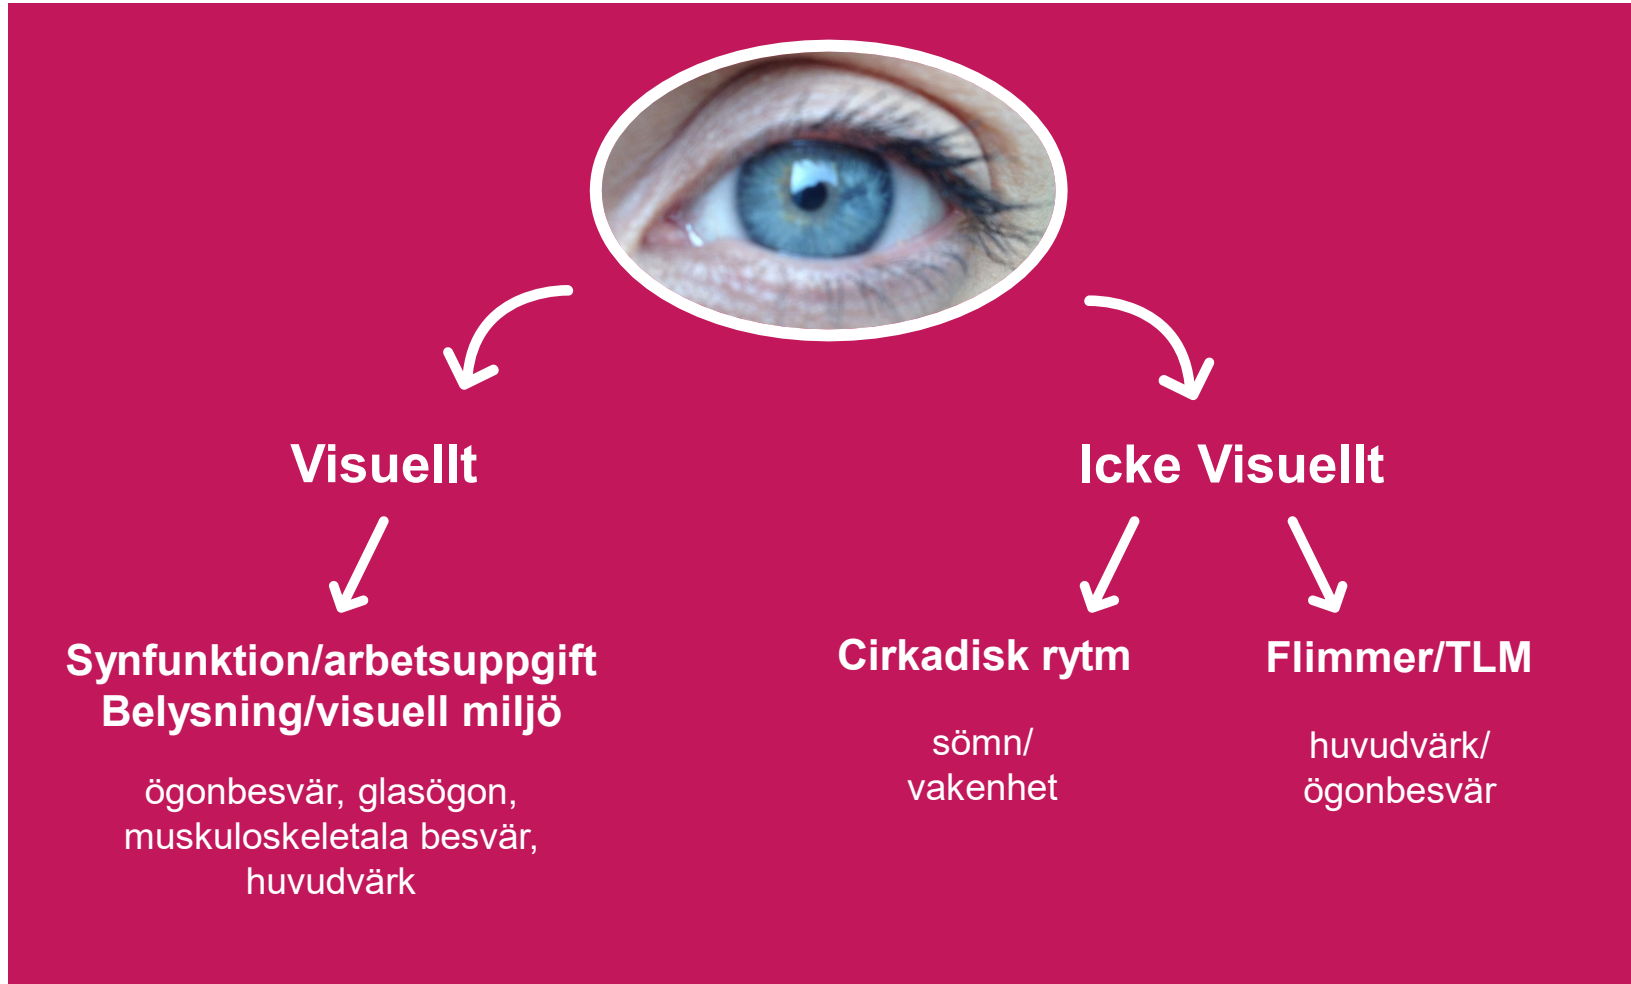 Visuellt
Synfunktion/arbetsuppgift
Belysning/visuell miljö
ögonbesvär, glasögon,
muskuloskeletala besvär,
huvudvärk
Icke Visuellt
Cirkadisk rytm
sömn/
vakenhet
Flimmer/TLM
huvudvärk/
ögonbesvär